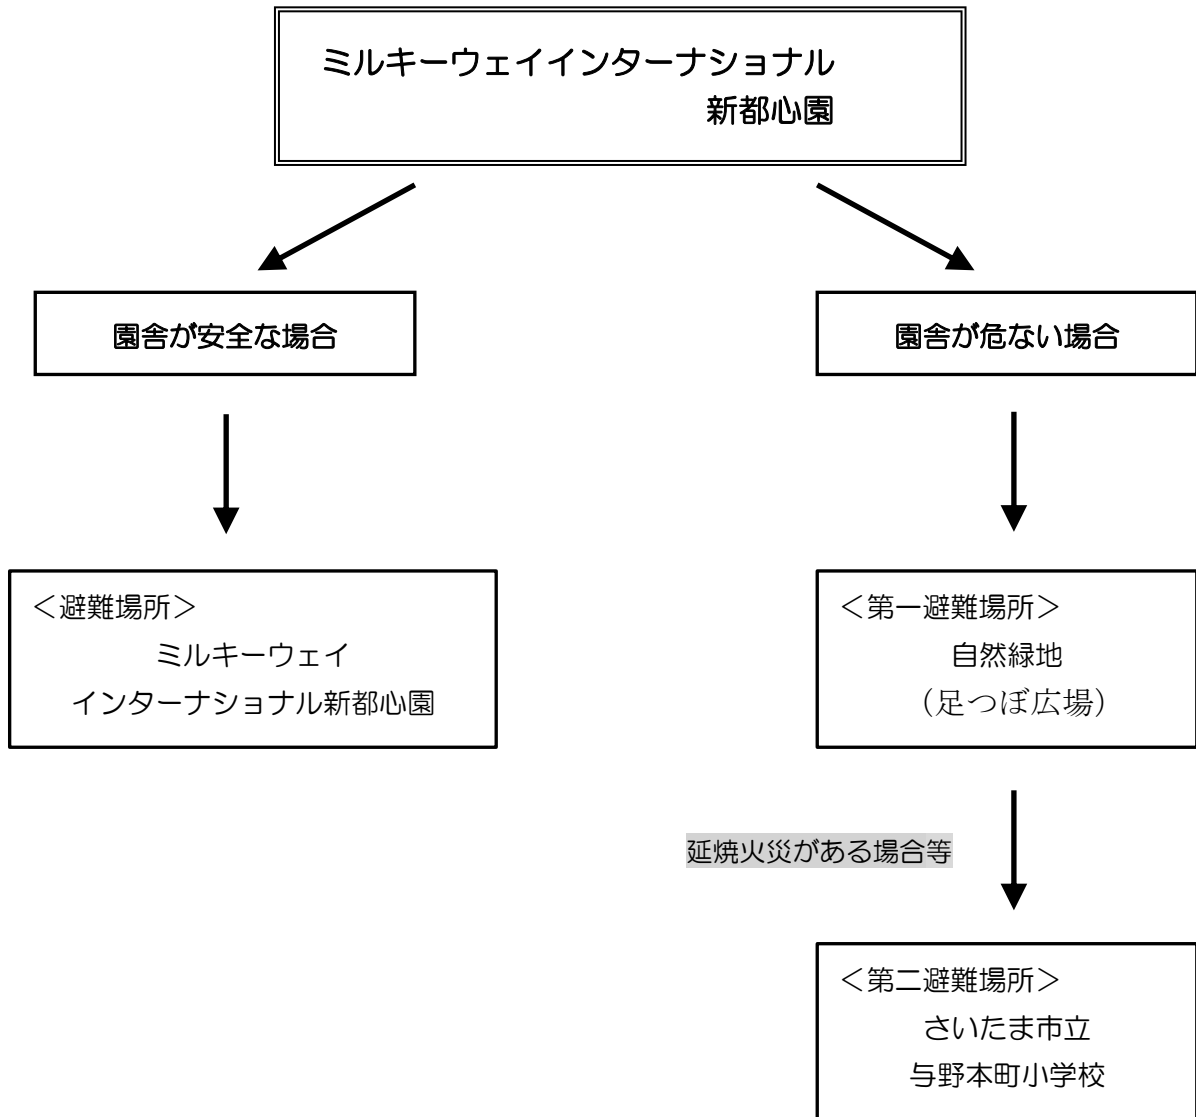 ミルキーウェイインターナショナル
新都心園
園舎が安全な場合
園舎が危ない場合
＜避難場所＞
ミルキーウェイ
インターナショナル新都心園
＜第一避難場所＞
自然緑地
（足つぼ広場）
延焼火災がある場合等
＜第二避難場所＞
さいたま市立
与野本町小学校